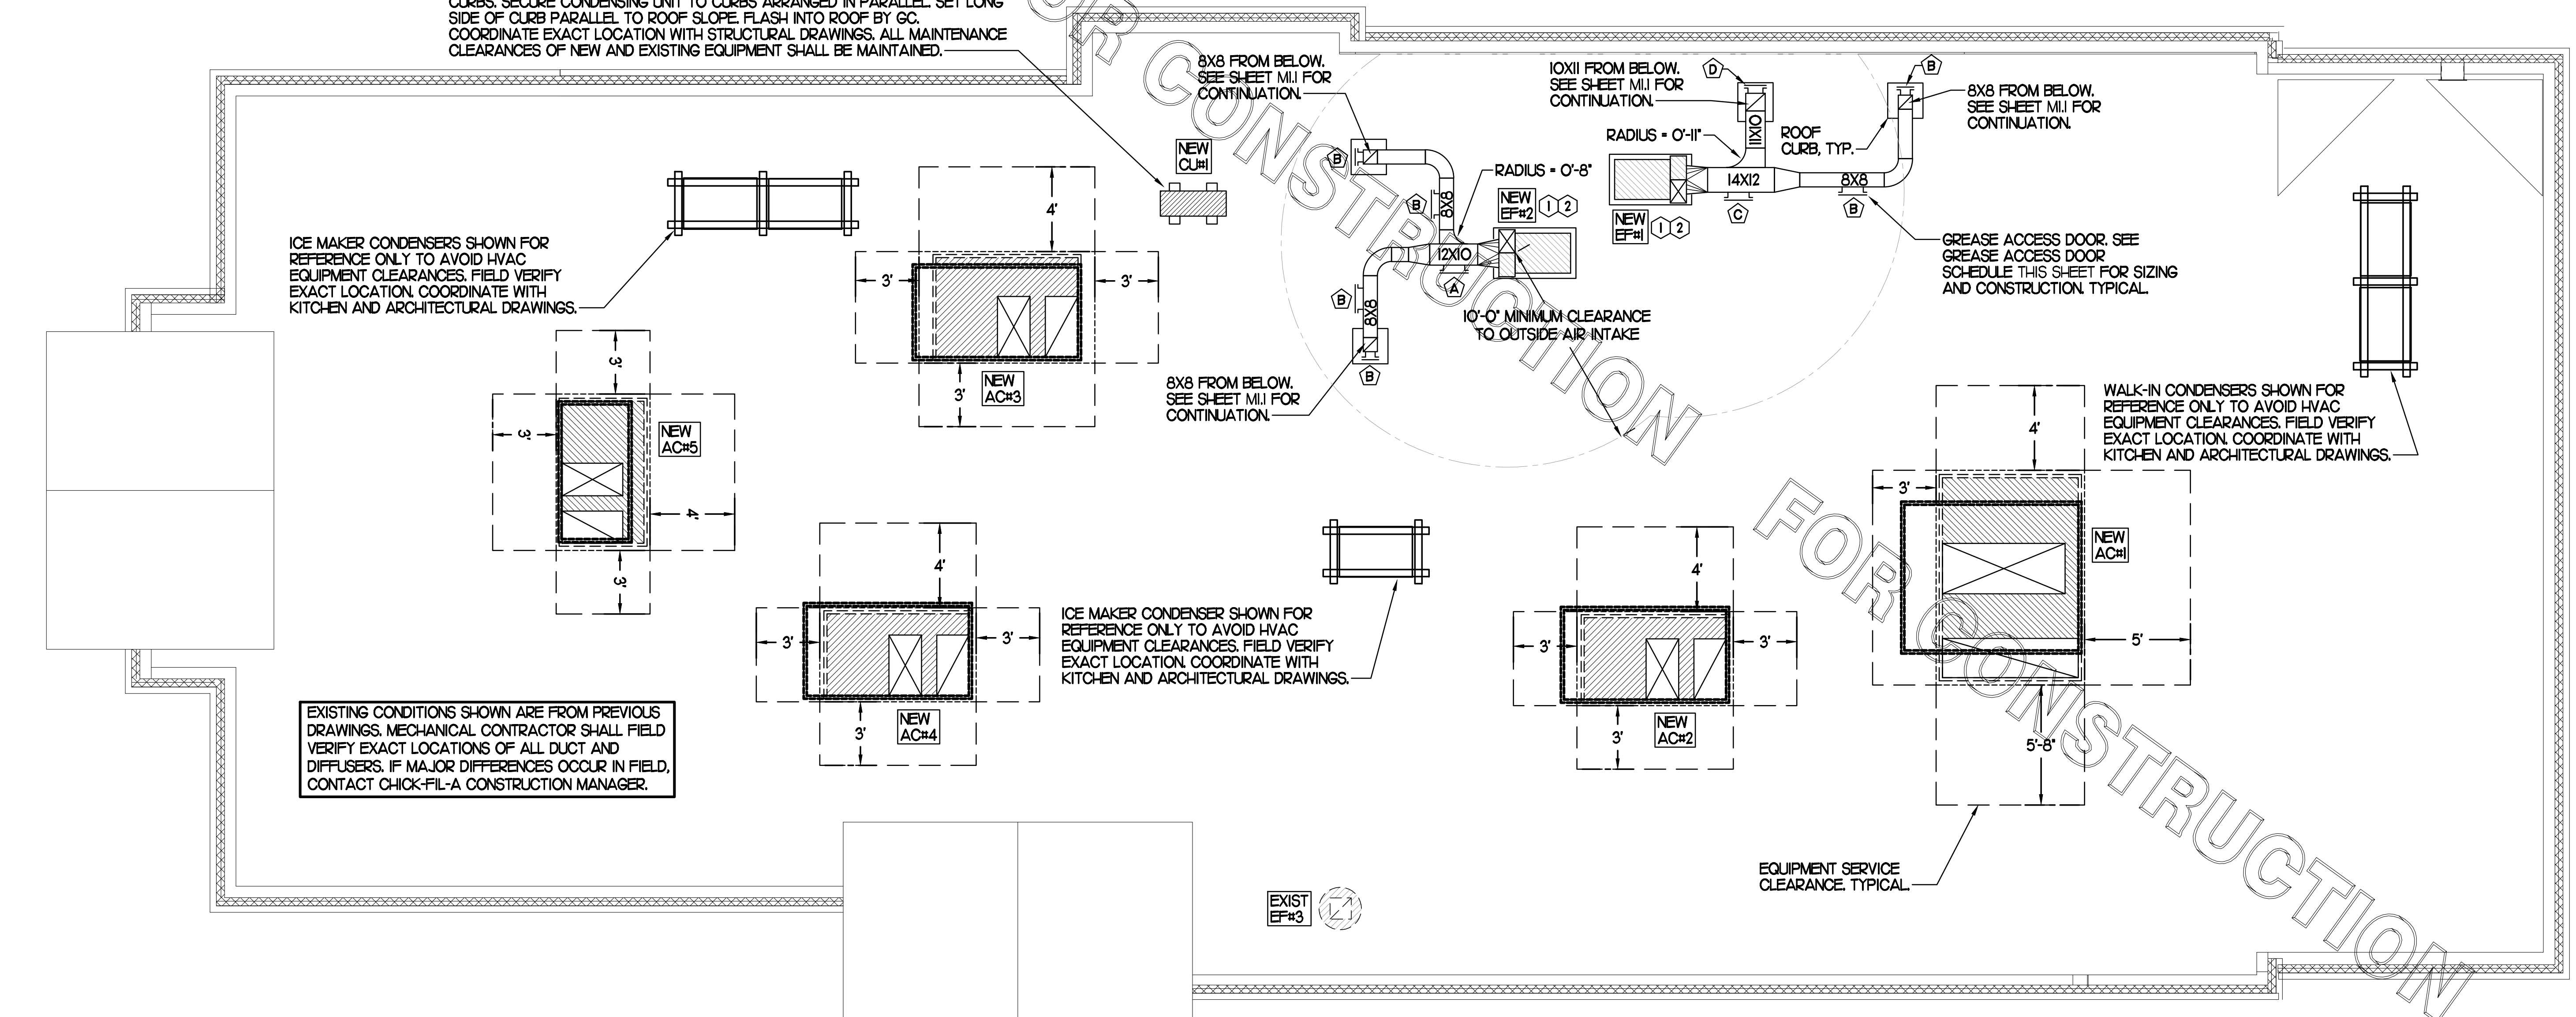 CURBS. SECURE CONDENSING UNIT TO CURBS ARRANGED IN PARALLEL. SET LONG
SIDE OF CURB PARALLEL TO ROOF SLOPE. FLASH INTO ROOF BY GC.
COORDINATE EXACT LOCATION WITH STRUCTURAL DRAWINGS. ALL MAINTENANCE
CLEARANCES OF NEW AND EXISTING EQUIPMENT SHALL BE MAINTAINED.
FOR CONSTRUCTION
8X8 FROM BELOW.
SEE SHEET M1.1 FOR
CONTINUATION.
10X11 FROM BELOW.
SEE SHEET M1.1 FOR
CONTINUATION.
D
B
8X8 FROM BELOW.
SEE SHEET M1.1 FOR
CONTINUATION.
RADIUS = 0'-11"
10X11
ROOF
CURB, TYP.
NEW
CU#1
B
RADIUS = 0'-8"
14X12
8X8
C
B
B
8X8
NEW
EF#2
1
2
NEW
EF#1
1
2
12X10
A
B
8X8
B
GREASE ACCESS DOOR. SEE
GREASE ACCESS DOOR
SCHEDULE THIS SHEET FOR SIZING
AND CONSTRUCTION. TYPICAL.
10'-0" MINIMUM CLEARANCE
TO OUTSIDE AIR INTAKE
8X8 FROM BELOW.
SEE SHEET M1.1 FOR
CONTINUATION.
ICE MAKER CONDENSERS SHOWN FOR
REFERENCE ONLY TO AVOID HVAC
EQUIPMENT CLEARANCES. FIELD VERIFY
EXACT LOCATION. COORDINATE WITH
KITCHEN AND ARCHITECTURAL DRAWINGS.
4'
3'
3'
3'
NEW
AC#3
3'
3'
4'
3'
NEW
AC#5
WALK-IN CONDENSERS SHOWN FOR
REFERENCE ONLY TO AVOID HVAC
EQUIPMENT CLEARANCES. FIELD VERIFY
EXACT LOCATION. COORDINATE WITH
KITCHEN AND ARCHITECTURAL DRAWINGS.
4'
3'
5'
5'-8"
NEW
AC#1
FOR CONSTRUCTION
4'
3'
3'
3'
NEW
AC#4
ICE MAKER CONDENSER SHOWN FOR
REFERENCE ONLY TO AVOID HVAC
EQUIPMENT CLEARANCES. FIELD VERIFY
EXACT LOCATION. COORDINATE WITH
KITCHEN AND ARCHITECTURAL DRAWINGS.
4'
3'
3'
3'
NEW
AC#2
EXISTING CONDITIONS SHOWN ARE FROM PREVIOUS
DRAWINGS. MECHANICAL CONTRACTOR SHALL FIELD
VERIFY EXACT LOCATIONS OF ALL DUCT AND
DIFFUSERS. IF MAJOR DIFFERENCES OCCUR IN FIELD,
CONTACT CHICK-FIL-A CONSTRUCTION MANAGER.
EQUIPMENT SERVICE
CLEARANCE. TYPICAL.
EXIST
EF#3